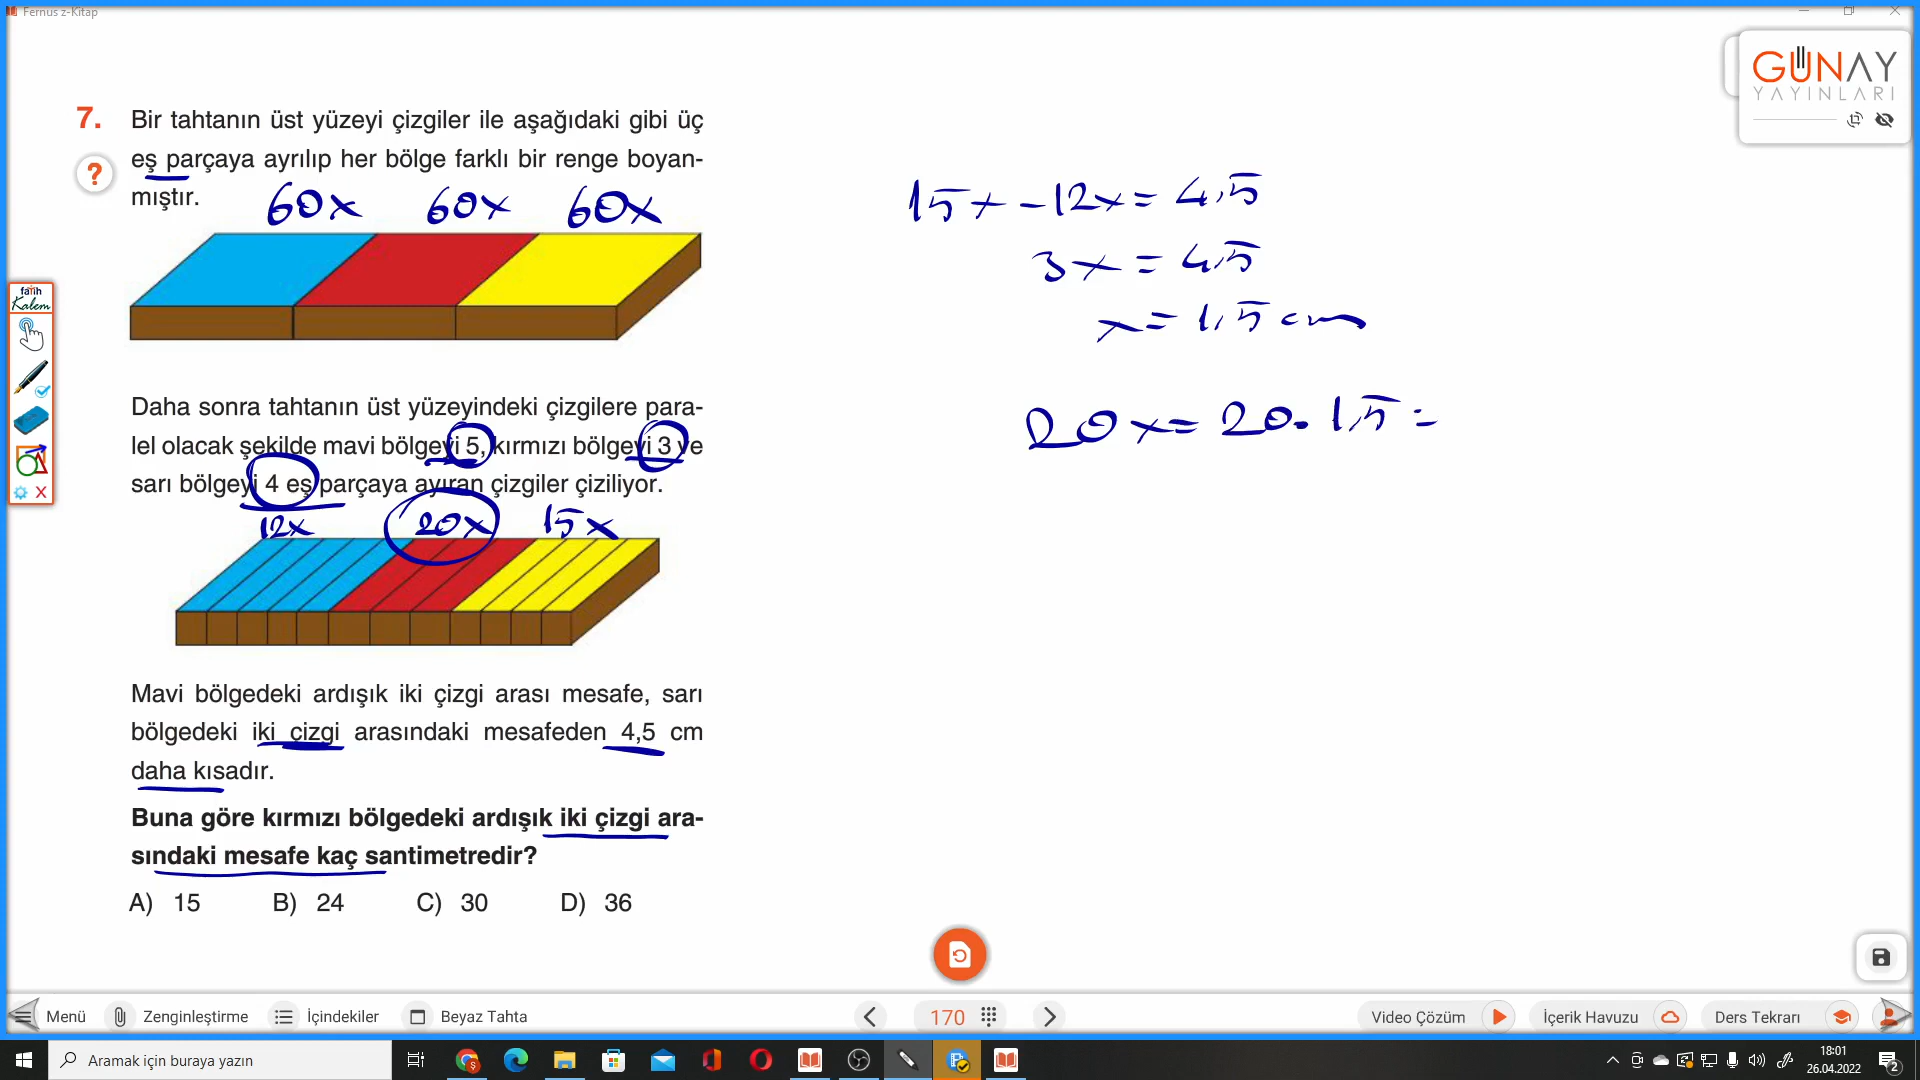 Fernus z-Kitap
GÜNAY
YAYINLARI
7. Bir tahtanın üst yüzeyi çizgiler ile aşağıdaki gibi üç
eş parçaya ayrılıp her bölge farklı bir renge boyan-
mıştır.
60x 60x 60x
15x - 12x = 4,5
3x = 4,5
x = 1,5 cm
20x = 20.1,5 =
fatih
Kalem
?
Daha sonra tahtanın üst yüzeyindeki çizgilere para-
lel olacak şekilde mavi bölgeyi 5, kırmızı bölgeyi 3 ve
sarı bölgeyi 4 eş parçaya ayıran çizgiler çiziliyor.
12x 20x 15x
Mavi bölgedeki ardışık iki çizgi arası mesafe, sarı
bölgedeki iki çizgi arasındaki mesafeden 4,5 cm
daha kısadır.
Buna göre kırmızı bölgedeki ardışık iki çizgi ara-
sındaki mesafe kaç santimetredir?
A) 15 B) 24 C) 30 D) 36
Menü Zenginleştirme İçindekiler Beyaz Tahta 170 Video Çözüm İçerik Havuzu Ders Tekrarı
Aramak için buraya yazın
18:01
26.04.2022
2